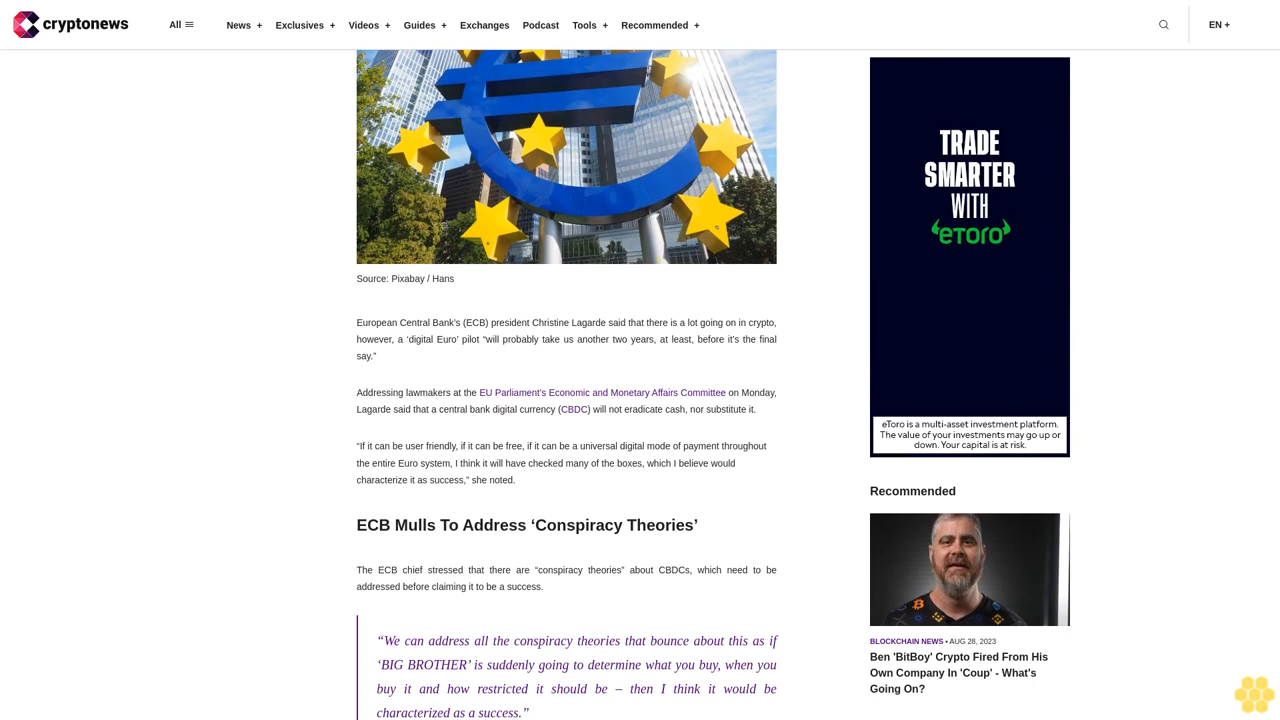 cryptonews
All
News +
Exclusives +
Videos +
Guides +
Exchanges
Podcast
Tools +
Recommended +
EN +
Source: Pixabay / Hans
European Central Bank’s (ECB) president Christine Lagarde said that there is a lot going on in crypto,
however, a ‘digital Euro’ pilot “will probably take us another two years, at least, before it’s the final
say.”
Addressing lawmakers at the EU Parliament’s Economic and Monetary Affairs Committee on Monday,
Lagarde said that a central bank digital currency (CBDC) will not eradicate cash, nor substitute it.
“If it can be user friendly, if it can be free, if it can be a universal digital mode of payment throughout
the entire Euro system, I think it will have checked many of the boxes, which I believe would
characterize it as success,” she noted.
ECB Mulls To Address ‘Conspiracy Theories’
The ECB chief stressed that there are “conspiracy theories” about CBDCs, which need to be
addressed before claiming it to be a success.
“We can address all the conspiracy theories that bounce about this as if
‘BIG BROTHER’ is suddenly going to determine what you buy, when you
buy it and how restricted it should be – then I think it would be
characterized as a success.”
TRADE
SMARTER
WITH
eToro
eToro is a multi-asset investment platform.
The value of your investments may go up or
down. Your capital is at risk.
Recommended
BLOCKCHAIN NEWS • AUG 28, 2023
Ben 'BitBoy' Crypto Fired From His
Own Company In 'Coup' - What's
Going On?